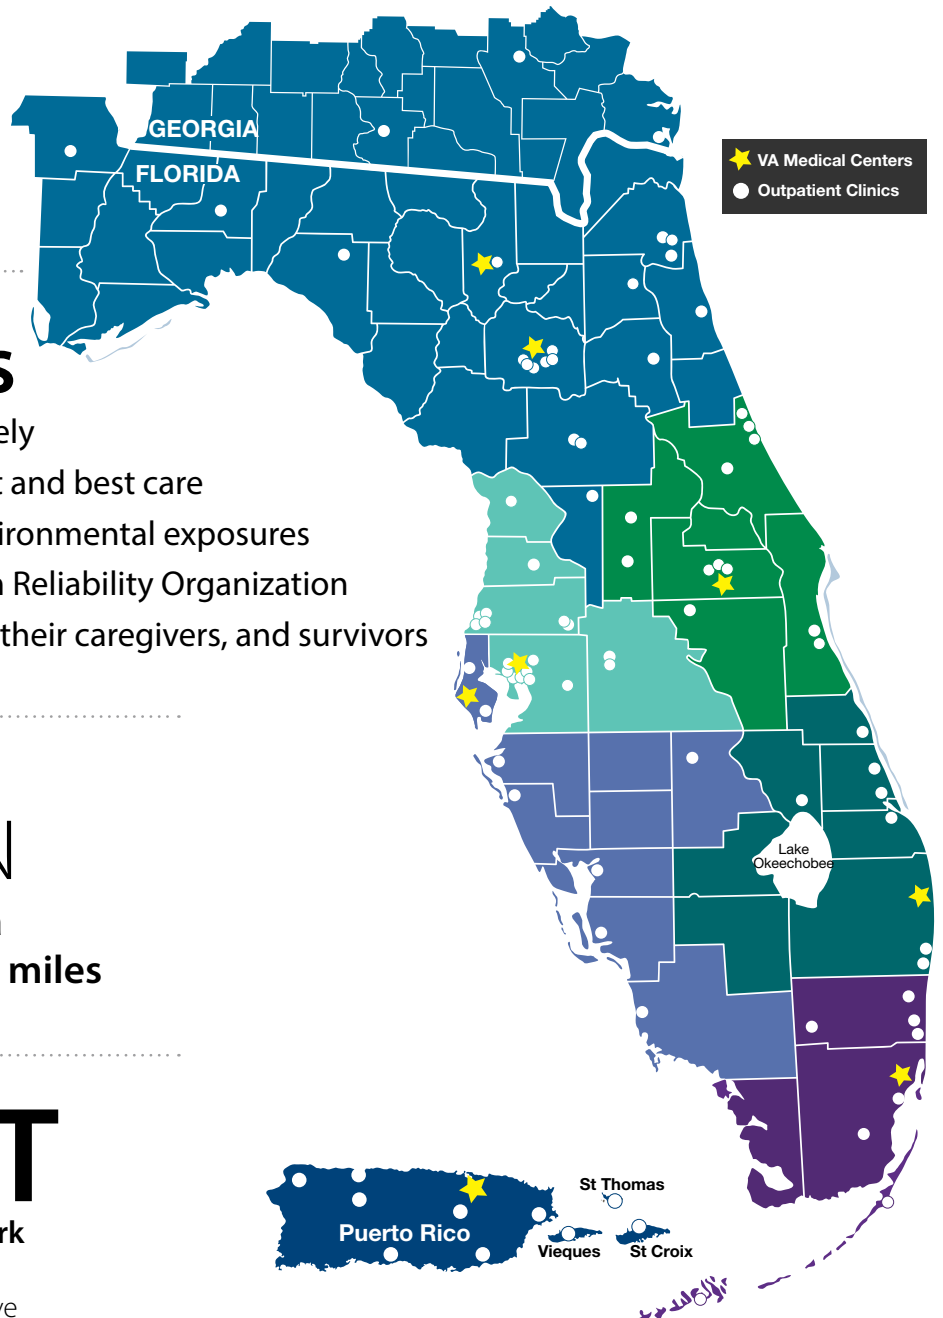 GEORGIA
FLORIDA
VA Medical Centers
Outpatient Clinics
s
ely
t and best care
ironmental exposures
n Reliability Organization
their caregivers, and survivors
N
miles
Lake
Okeechobee
T
rk
ve
Puerto Rico
St Thomas
Vieques
St Croix